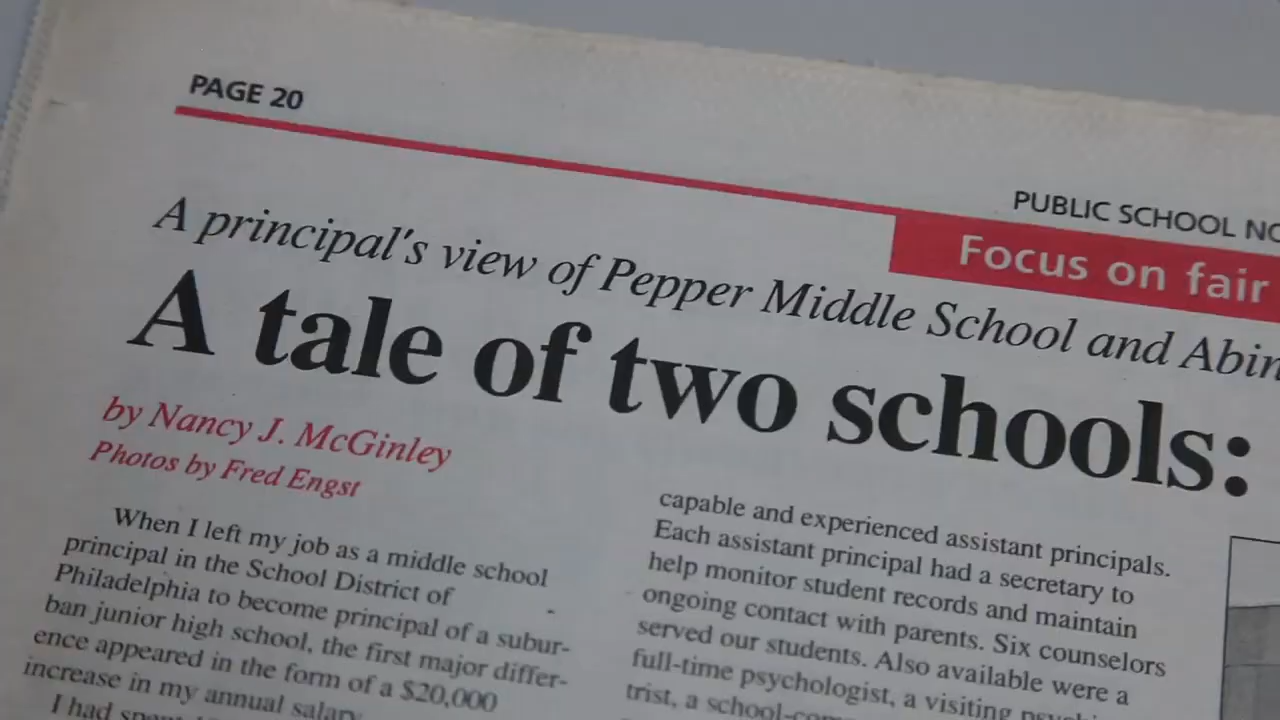 PAGE 20
PUBLIC SCHOOL
Focus on fair
A principal's view of Pepper Middle School and
A tale of two schools:
by Nancy J. McGinley
Photos by Fred Engst
When I left my job as a middle school
principal in the School District of
Philadelphia to become principal of a subur-
ban junior high school, the first major differ-
ence appeared in the form of a $20,000
increase in my annual salary.
I had
capable and experienced assistant principals.
Each assistant principal had a secretary to
help monitor student records and maintain
ongoing contact with parents. Six counselors
served our students. Also available were a
full-time psychologist, a visiting
trist, a